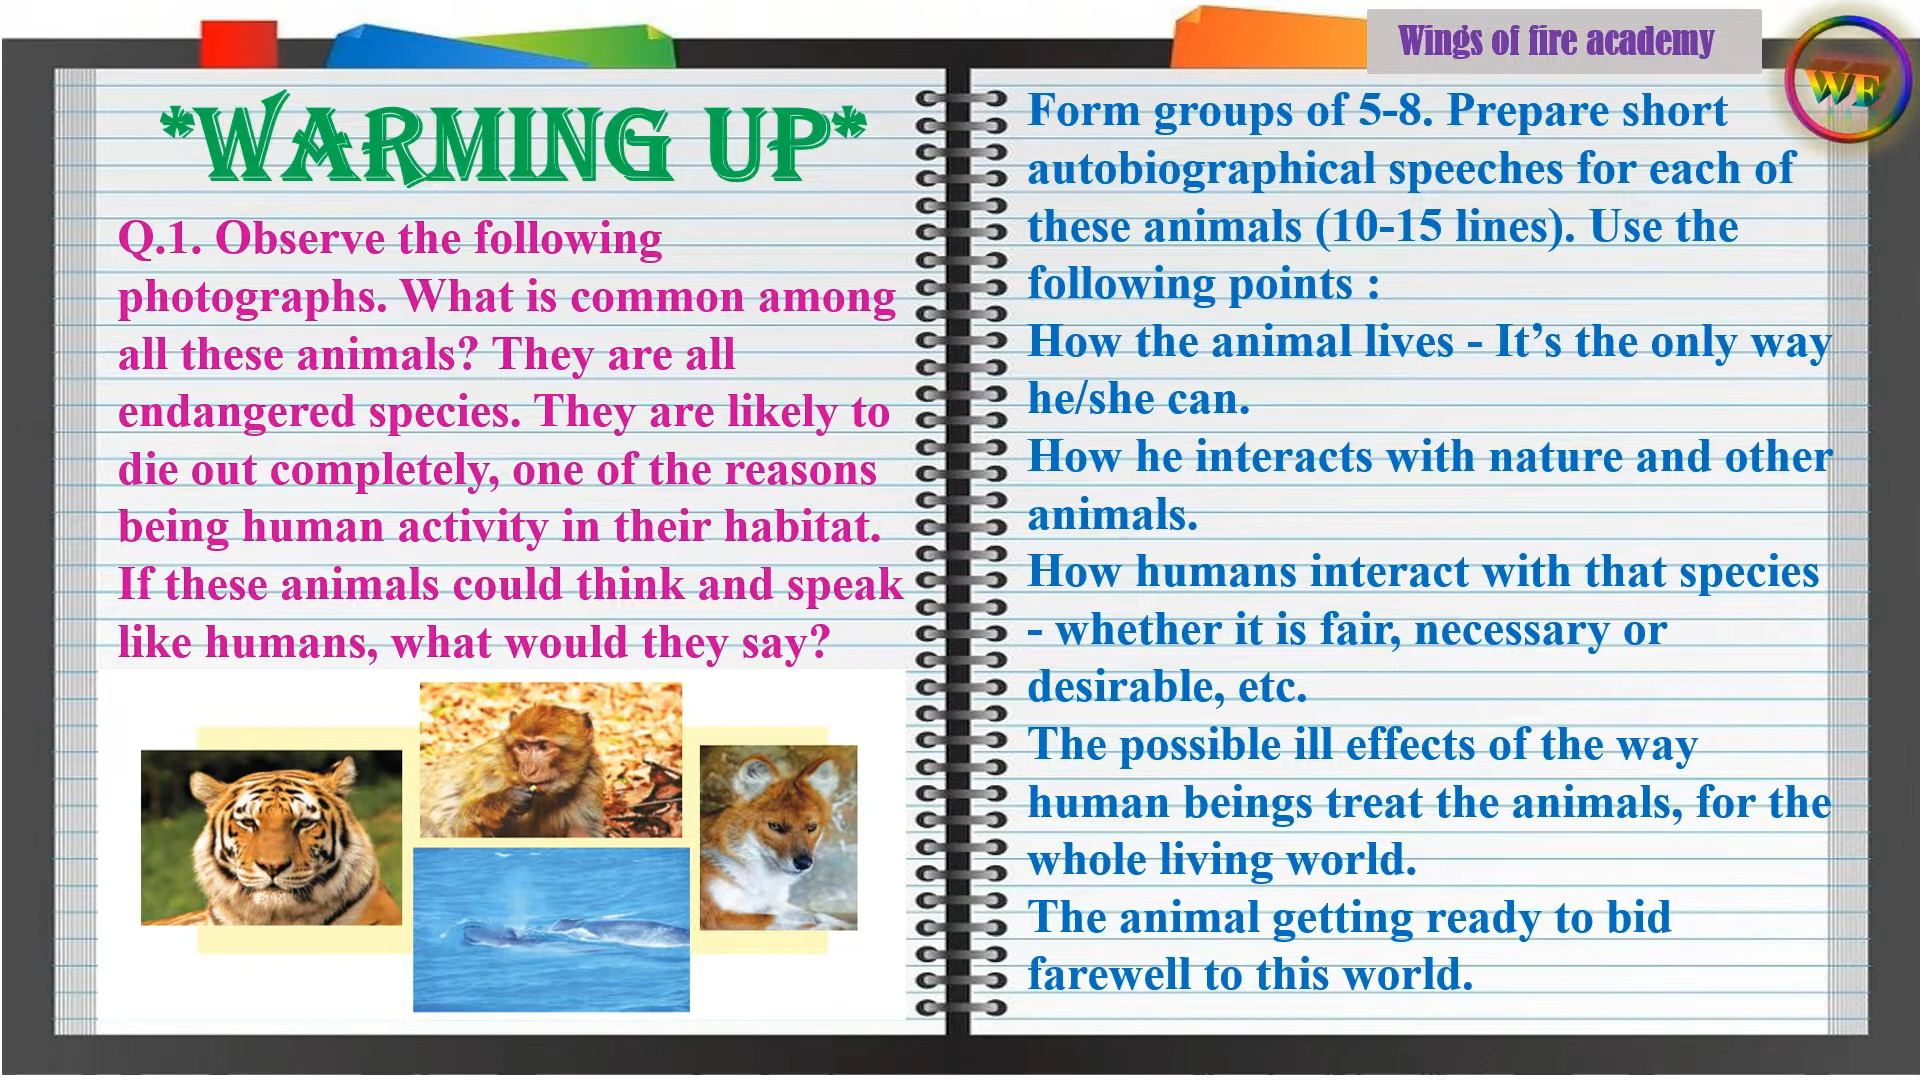 Wings of fire academy
WF
*WARMING UP*
Q.1. Observe the following
photographs. What is common among
all these animals? They are all
endangered species. They are likely to
die out completely, one of the reasons
being human activity in their habitat.
If these animals could think and speak
like humans, what would they say?
Form groups of 5-8. Prepare short
autobiographical speeches for each of
these animals (10-15 lines). Use the
following points :
How the animal lives - It’s the only way
he/she can.
How he interacts with nature and other
animals.
How humans interact with that species
- whether it is fair, necessary or
desirable, etc.
The possible ill effects of the way
human beings treat the animals, for the
whole living world.
The animal getting ready to bid
farewell to this world.